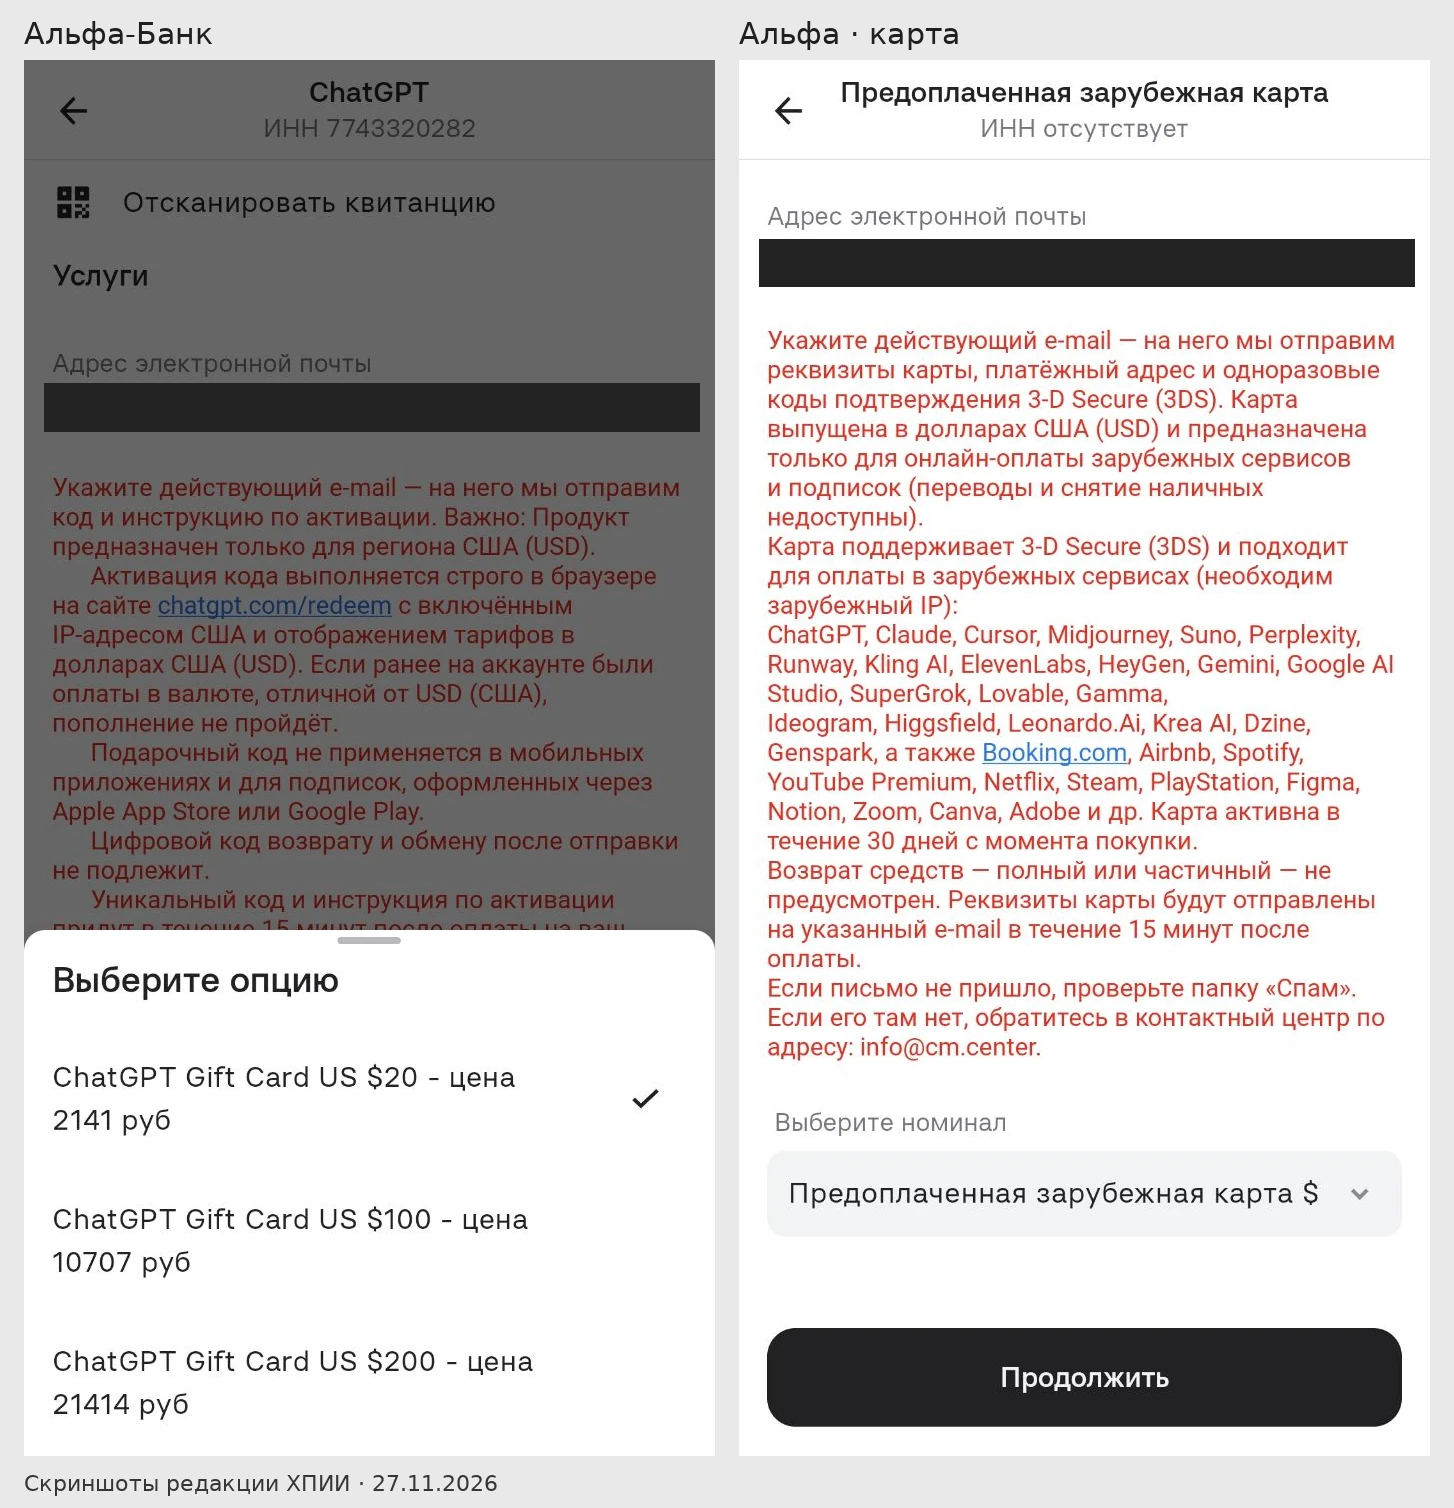 Альфа-Банк
ChatGPT
ИНН 7743320282
Отсканировать квитанцию
Услуги
Адрес электронной почты
Укажите действующий e-mail — на него мы отправим
код и инструкцию по активации. Важно: Продукт
предназначен только для региона США (USD).
Активация кода выполняется строго в браузере
на сайте chatgpt.com/redeem с включённым
IP-адресом США и отображением тарифов в
долларах США (USD). Если ранее на аккаунте были
оплаты в валюте, отличной от USD (США),
пополнение не пройдёт.
Подарочный код не применяется в мобильных
приложениях и для подписок, оформленных через
Apple App Store или Google Play.
Цифровой код возврату и обмену после отправки
не подлежит.
Уникальный код и инструкция по активации
придут в течение 15 минут после оплаты на ваш
Выберите опцию
ChatGPT Gift Card US $20 - цена
2141 руб
ChatGPT Gift Card US $100 - цена
10707 руб
ChatGPT Gift Card US $200 - цена
21414 руб
Альфа · карта
Предоплаченная зарубежная карта
ИНН отсутствует
Адрес электронной почты
Укажите действующий e-mail — на него мы отправим
реквизиты карты, платёжный адрес и одноразовые
коды подтверждения 3-D Secure (3DS). Карта
выпущена в долларах США (USD) и предназначена
только для онлайн-оплаты зарубежных сервисов
и подписок (переводы и снятие наличных
недоступны).
Карта поддерживает 3-D Secure (3DS) и подходит
для оплаты в зарубежных сервисах (необходим
зарубежный IP):
ChatGPT, Claude, Cursor, Midjourney, Suno, Perplexity,
Runway, Kling AI, ElevenLabs, HeyGen, Gemini, Google AI
Studio, SuperGrok, Lovable, Gamma,
Ideogram, Higgsfield, Leonardo.Ai, Krea AI, Dzine,
Genspark, а также Booking.com, Airbnb, Spotify,
YouTube Premium, Netflix, Steam, PlayStation, Figma,
Notion, Zoom, Canva, Adobe и др. Карта активна в
течение 30 дней с момента покупки.
Возврат средств — полный или частичный — не
предусмотрен. Реквизиты карты будут отправлены
на указанный e-mail в течение 15 минут после
оплаты.
Если письмо не пришло, проверьте папку «Спам».
Если его там нет, обратитесь в контактный центр по
адресу: info@cm.center.
Выберите номинал
Предоплаченная зарубежная карта $
Продолжить
Скриншоты редакции ХПИИ · 27.11.2026